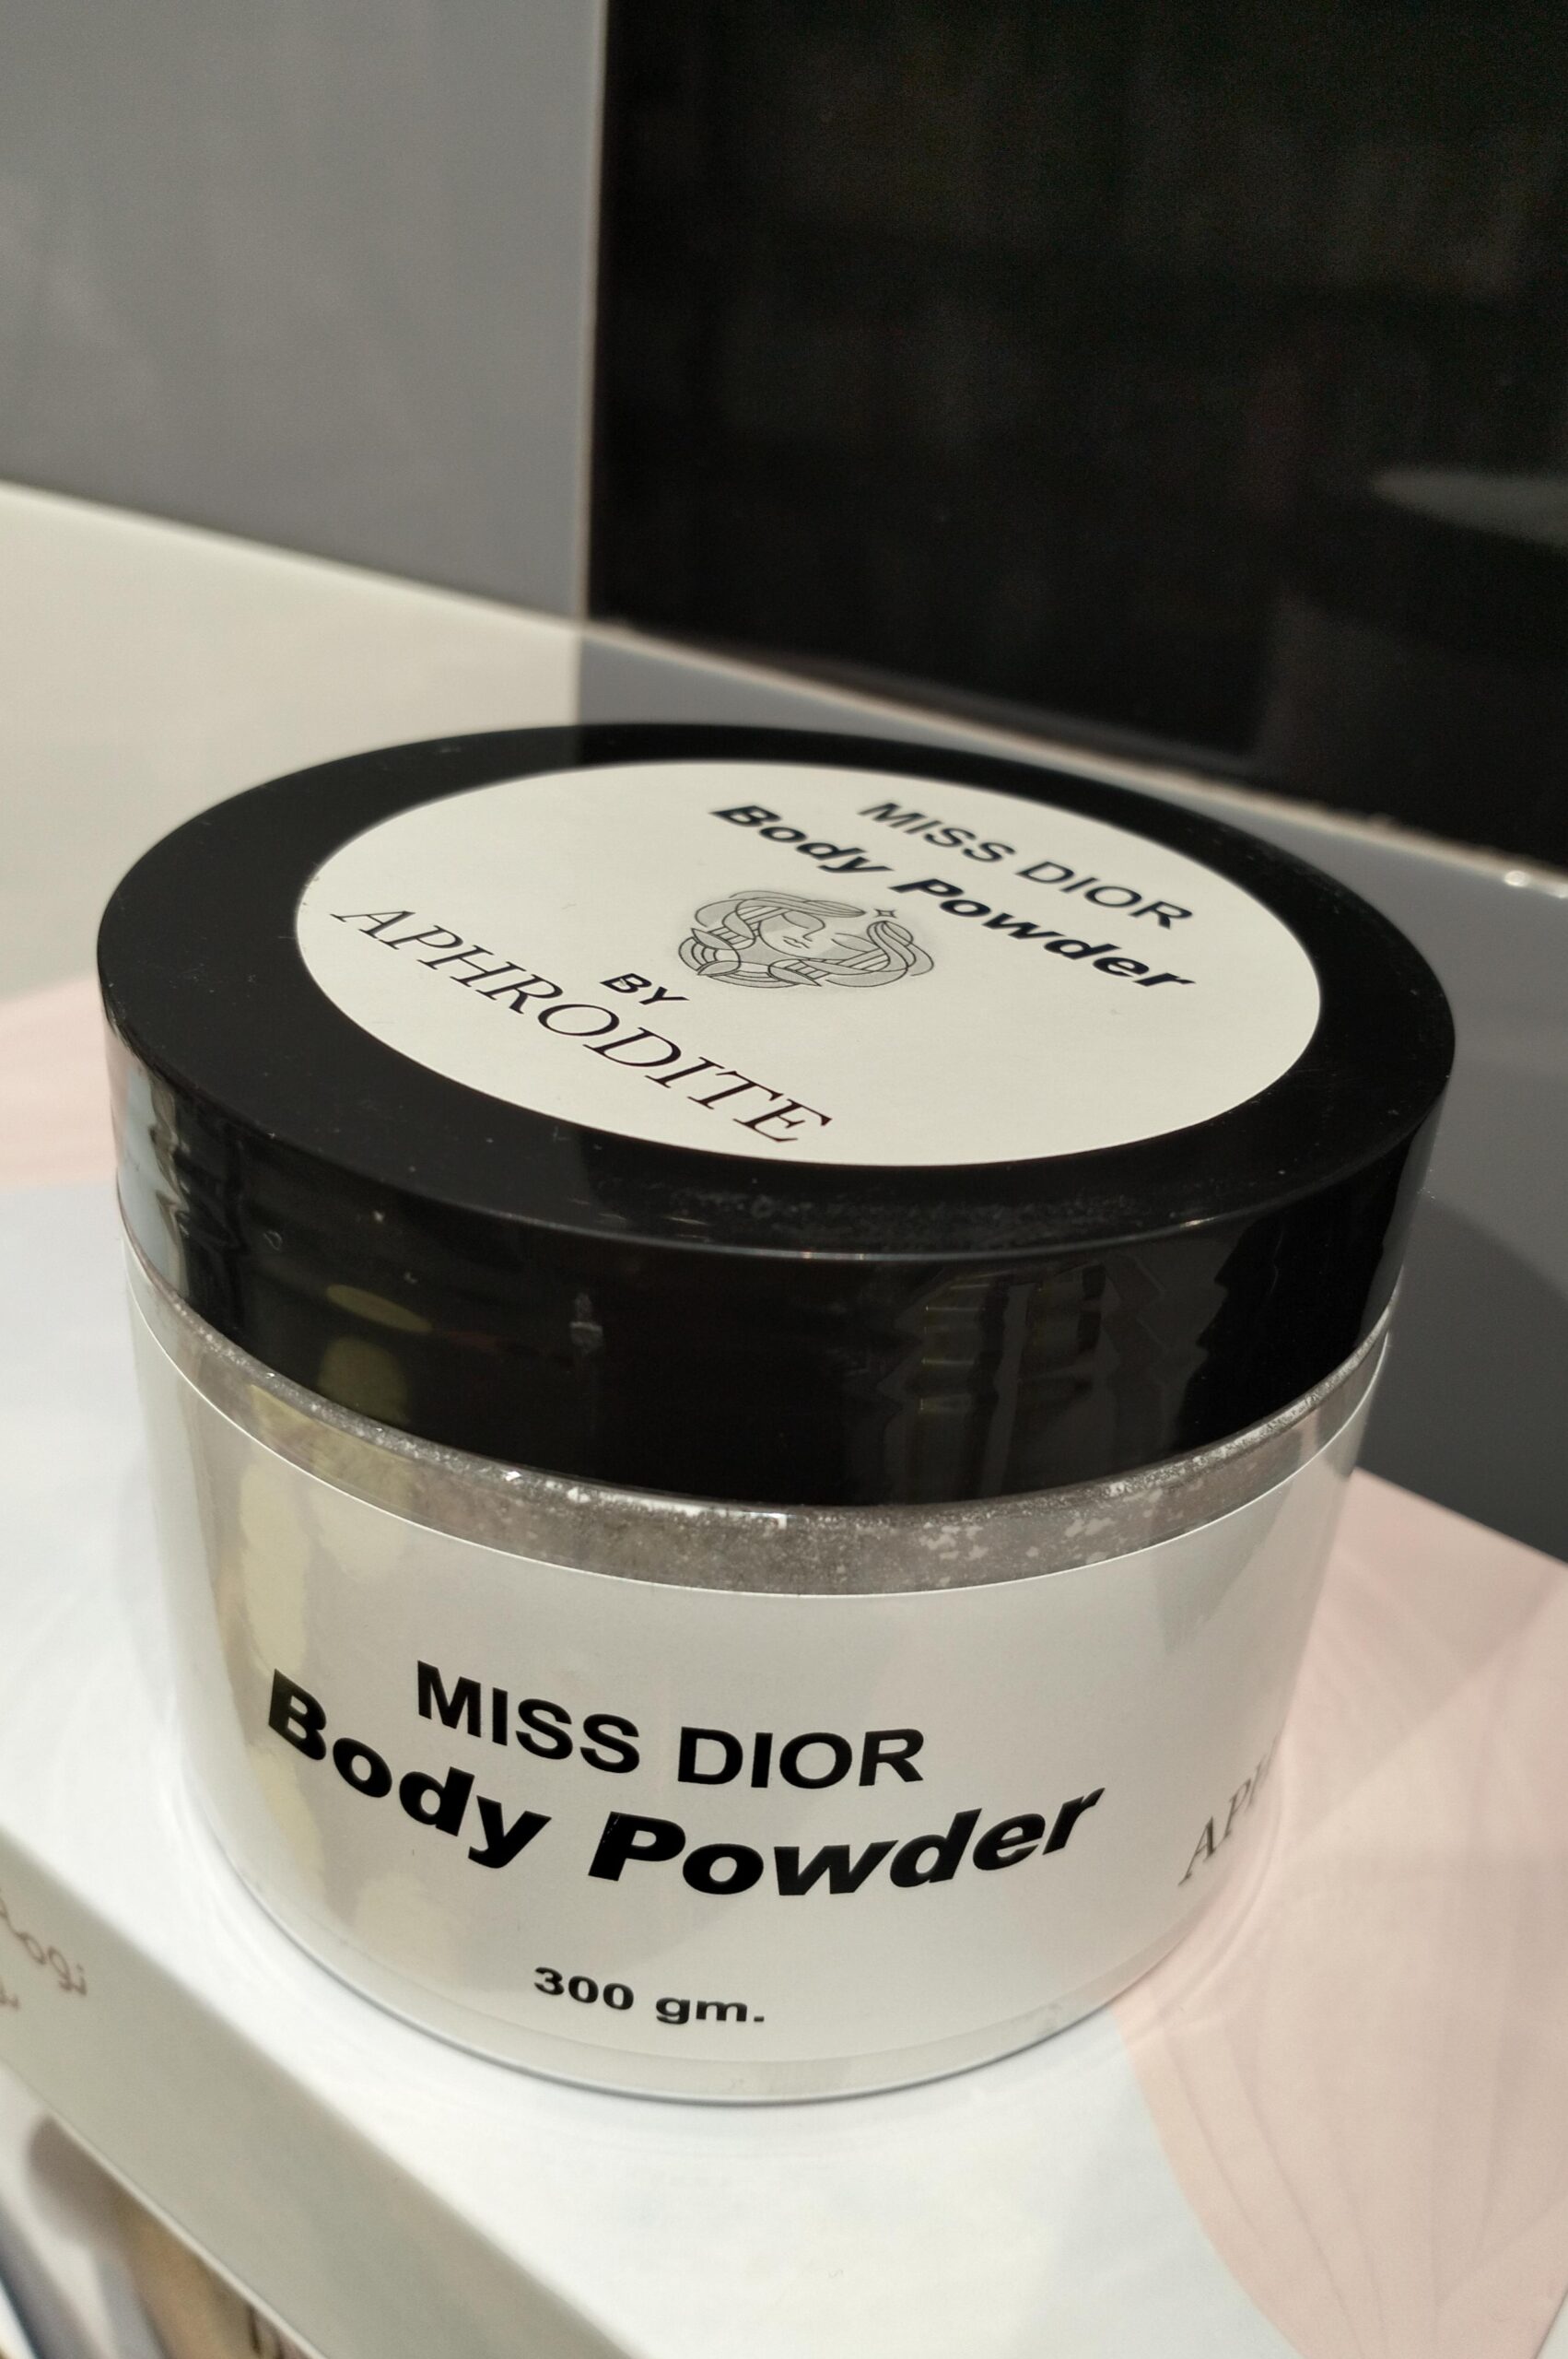 MISS DIOR
Body Powder
BY
APHRODITE
MISS DIOR
Body Powder
300 gm.